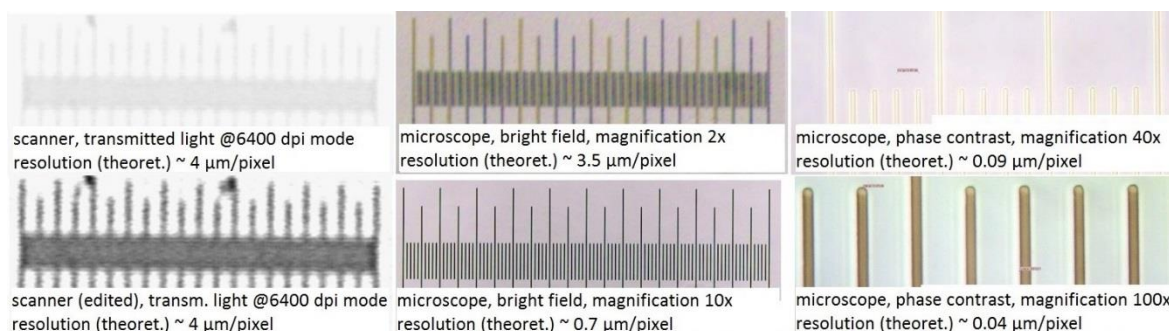 scanner, transmitted light @6400 dpi mode
resolution (theoret.) ~ 4 µm/pixel
microscope, bright field, magnification 2x
resolution (theoret.) ~ 3.5 µm/pixel
microscope, phase contrast, magnification 40x
resolution (theoret.) ~ 0.09 µm/pixel
scanner (edited), transm. light @6400 dpi mode
resolution (theoret.) ~ 4 µm/pixel
microscope, bright field, magnification 10x
resolution (theoret.) ~ 0.7 µm/pixel
microscope, phase contrast, magnification 100x
resolution (theoret.) ~ 0.04 µm/pixel